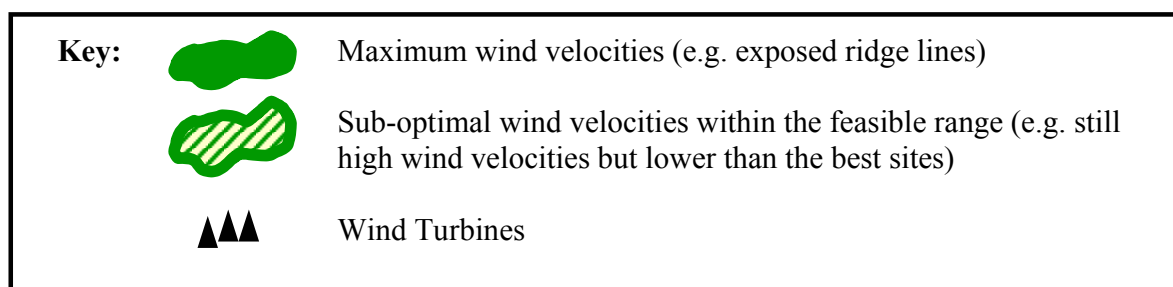 Key: Maximum wind velocities (e.g. exposed ridge lines)
Sub-optimal wind velocities within the feasible range (e.g. still
high wind velocities but lower than the best sites)
Wind Turbines